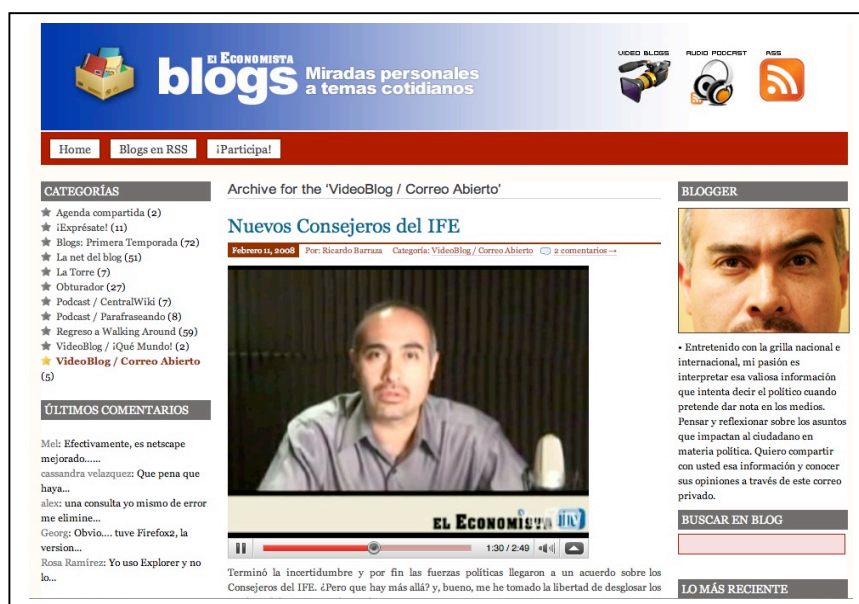 EL ECONOMISTA
blogs
Miradas personales
a temas cotidianos
VIDEO BLOGS
AUDIO PODCAST
RSS
Home
Blogs en RSS
¡Participa!
CATEGORÍAS
Agenda compartida (2)
¡Exprésate! (11)
Blogs: Primera Temporada (72)
La net del blog (51)
La Torre (7)
Obturador (27)
Podcast / CentralWiki (7)
Podcast / Parafraseando (8)
Regreso a Walking Around (59)
VideoBlog / ¡Qué Mundo! (2)
VideoBlog / Correo Abierto
(5)
ÚLTIMOS COMENTARIOS
Mel: Efectivamente, es netscape
mejorado......
cassandra velazquez: Que pena que
haya...
alex: una consulta yo mismo de error
me elimine...
Georg: Obvio.... tuve Firefox2, la
version...
Rosa Ramírez: Yo uso Explorer y no
lo...
Archive for the 'VideoBlog / Correo Abierto'
Nuevos Consejeros del IFE
Febrero 11, 2008 Por: Ricardo Barraza Categoría: VideoBlog / Correo Abierto 2 comentarios →
EL ECONOMISTA
1:30 / 2:49
Terminó la incertidumbre y por fin las fuerzas políticas llegaron a un acuerdo sobre los
Consejeros del IFE. ¿Pero que hay más allá? y, bueno, me he tomado la libertad de desglosar los
BLOGGER
• Entretenido con la grilla nacional e
internacional, mi pasión es
interpretar esa valiosa información
que intenta decir el político cuando
pretende dar nota en los medios.
Pensar y reflexionar sobre los asuntos
que impactan al ciudadano en
materia política. Quiero compartir
con usted esa información y conocer
sus opiniones a través de este correo
privado.
BUSCAR EN BLOG
LO MÁS RECIENTE